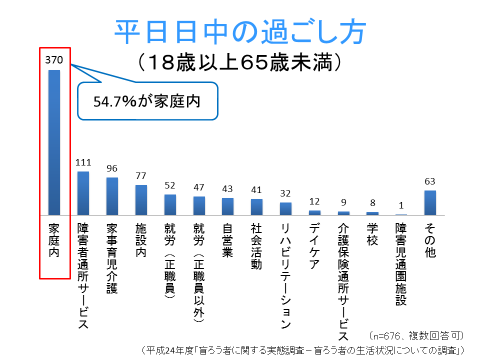 平日日中の過ごし方
（１８歳以上６５歳未満）
54.7%が家庭内
370
111
96
77
52
47
43
41
32
12
9
8
1
63
家庭内
障害者通所サービス
家事育児介護
施設内
就労（正職員）
就労（正職員以外）
自営業
社会活動
リハビリテーション
デイケア
介護保険通所サービス
学校
障害児通園施設
その他
（n=676，複数回答可）
（平成24年度「盲ろう者に関する実態調査－盲ろう者の生活状況についての調査」）